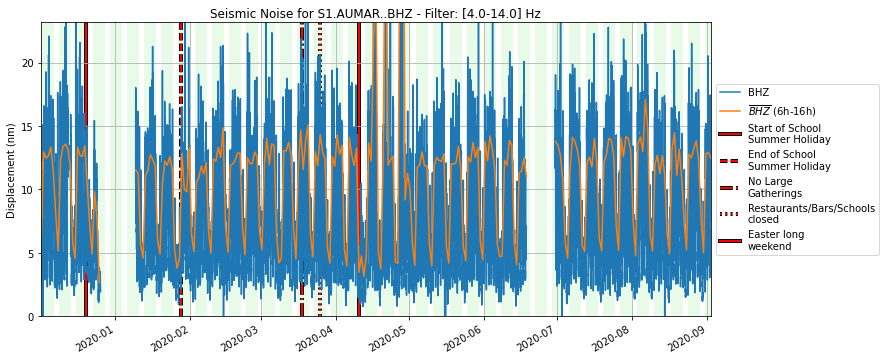 Seismic Noise for S1.AUMAR..BHZ - Filter: [4.0-14.0] Hz
Displacement (nm)
20
15
10
5
0
2020-01
2020-02
2020-03
2020-04
2020-05
2020-06
2020-07
2020-08
2020-09
BHZ
BHZ (6h-16h)
Start of School
Summer Holiday
End of School
Summer Holiday
No Large
Gatherings
Restaurants/Bars/Schools
closed
Easter long
weekend